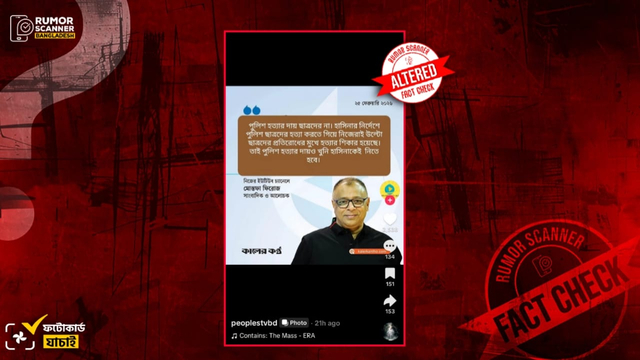 RUMOR
SCANNER
BANGLADESH
RUMOR SCANNER
ALTERED
FACT CHECK
পুলিশ হত্যার দায় ছাত্রদের না। হাসিনার নির্দেশে
পুলিশ ছাত্রদের হত্যা করতে গিয়ে নিজেরাই উল্টো
ছাত্রদের প্রতিরোধের মুখে হত্যার শিকার হয়েছে।
তাই পুলিশ হত্যার দায়ও খুনি হাসিনাকেই নিতে
হবে।
নিজের ইউটিউব চ্যানেলে
মোস্তফা ফিরোজ
সাংবাদিক ও আলোচক
কালের কণ্ঠ
134
151
153
peoplestvbd Photo · 21h ago
Contains: The Mass - ERA
RUMOR SCANNER
FACT CHECK
ফটোকার্ড
যাচাই